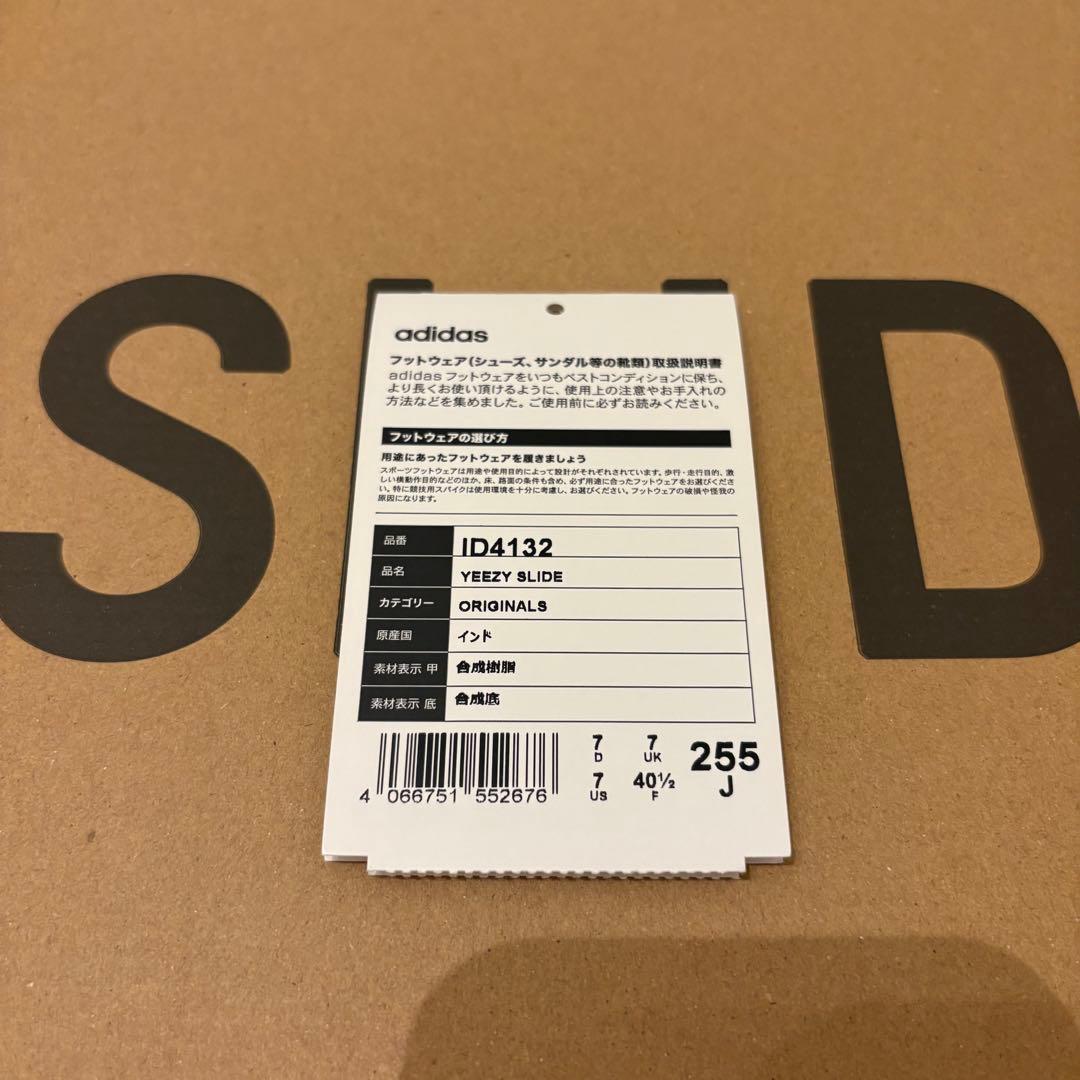 SLID
adidas
フットウェア(シューズ、サンダル等の靴類)取扱説明書
adidas フットウェアをいつもベストコンディションに保ち、
より長くお使い頂けるように、使用上の注意やお手入れの
方法などを集めました。ご使用前に必ずお読みください。
フットウェアの選び方
用途にあったフットウェアを履きましょう
スポーツフットウェアは用途や使用目的によって設計がそれぞれされています。歩行・走行目的、激
しい横動作目的などのほか、床、路面の条件も含め、必ず用途に合ったフットウェアをお選びくださ
い。特に競技用スパイクは使用環境を十分に考慮し、お選びください。フットウェアの破損や怪我の
原因になります。
品番 ID4132
品名 YEEZY SLIDE
カテゴリー ORIGINALS
原産国 インド
素材表示 甲 合成樹脂
素材表示 底 合成底
7 D 7 UK 255 J
7 US 40½ F
4 066751 552676